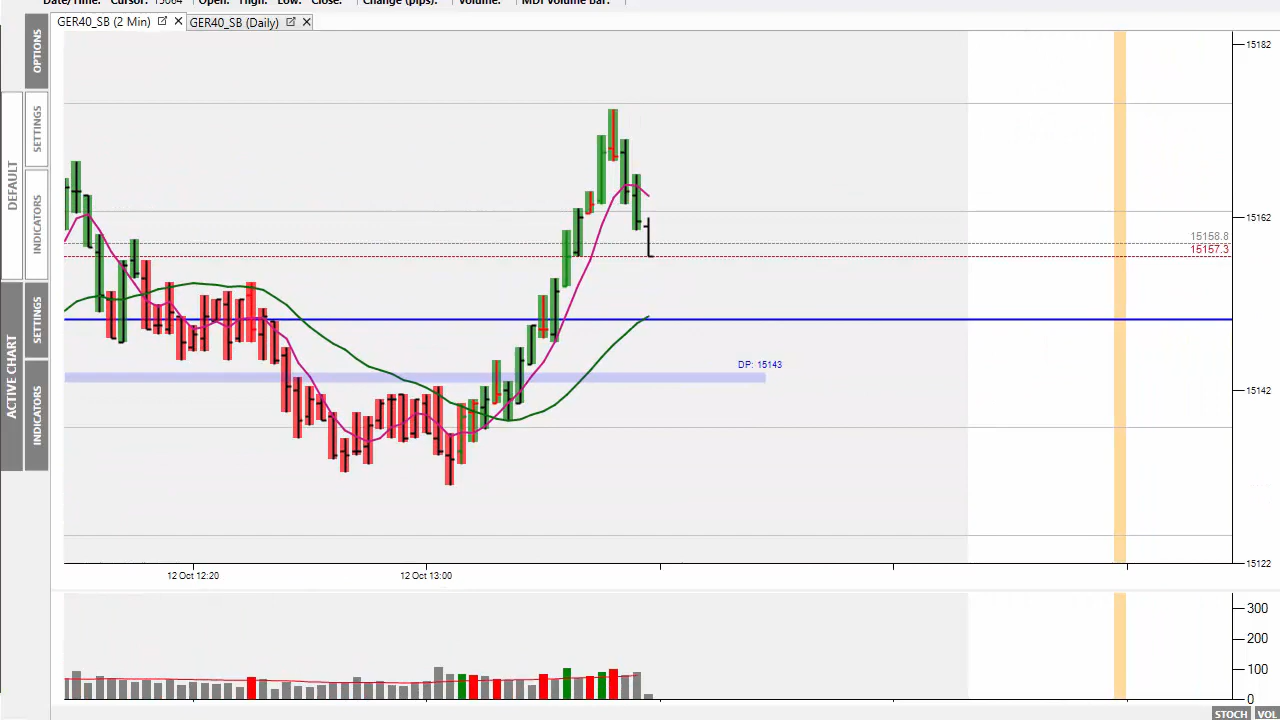 Date/Time: Cursor: 15064 Open: High: Low: Close: Change (pips): Volume: MDI Volume Bar:
GER40_SB (2 Min) GER40_SB (Daily)
OPTIONS
SETTINGS
INDICATORS
DEFAULT
SETTINGS
INDICATORS
ACTIVE CHART
15182
15162
15158.8
15157.3
DP: 15143
15142
15122
12 Oct 12:20 12 Oct 13:00
300
200
100
0
STOCH VOL